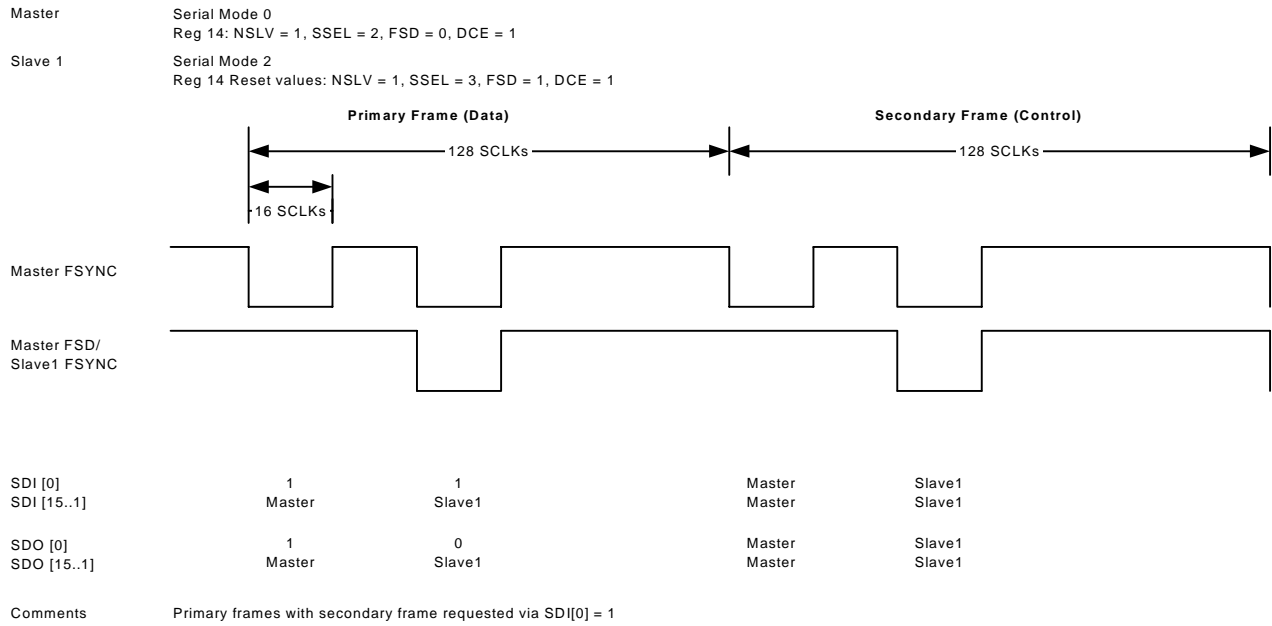 Master Serial Mode 0
Reg 14: NSLV = 1, SSEL = 2, FSD = 0, DCE = 1
Slave 1 Serial Mode 2
Reg 14 Reset values: NSLV = 1, SSEL = 3, FSD = 1, DCE = 1
Primary Frame (Data) Secondary Frame (Control)
128 SCLKs 128 SCLKs
16 SCLKs
Master FSYNC
Master FSD/
Slave1 FSYNC
SDI [0] 1 1 Master Slave1
SDI [15..1] Master Slave1 Master Slave1
SDO [0] 1 0 Master Slave1
SDO [15..1] Master Slave1 Master Slave1
Comments Primary frames with secondary frame requested via SDI[0] = 1